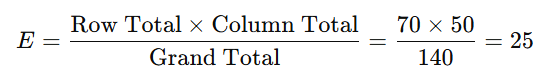 E = Row Total × Column Total / Grand Total = 70 × 50 / 140 = 25